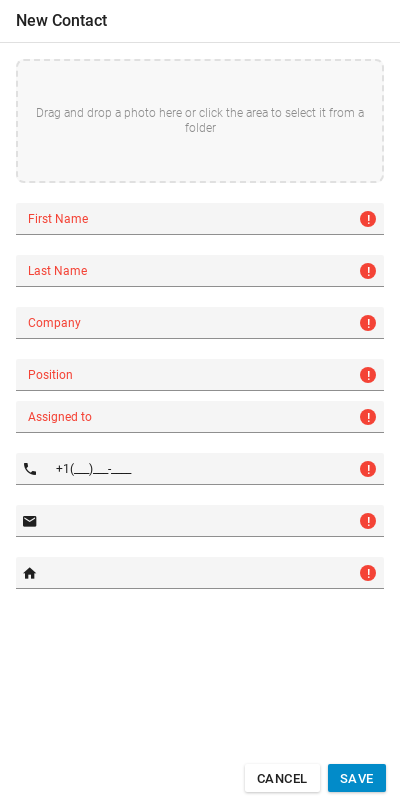 New Contact
Drag and drop a photo here or click the area to select it from a
folder
First Name
Last Name
Company
Position
Assigned to
+1(___)___-____
CANCEL
SAVE